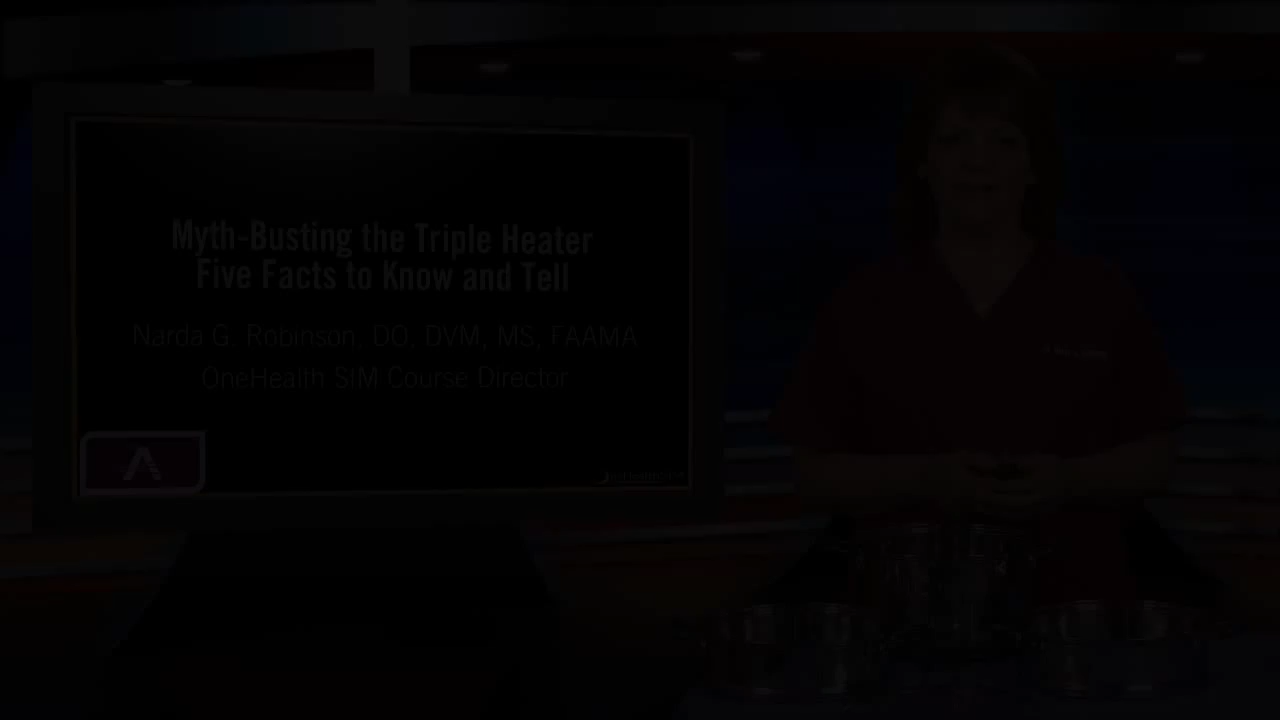 Myth-Busting the Triple Heater
Five Facts to Know and Tell
Narda G. Robinson, DO, DVM, MS, FAAMA
OneHealth SIM Course Director